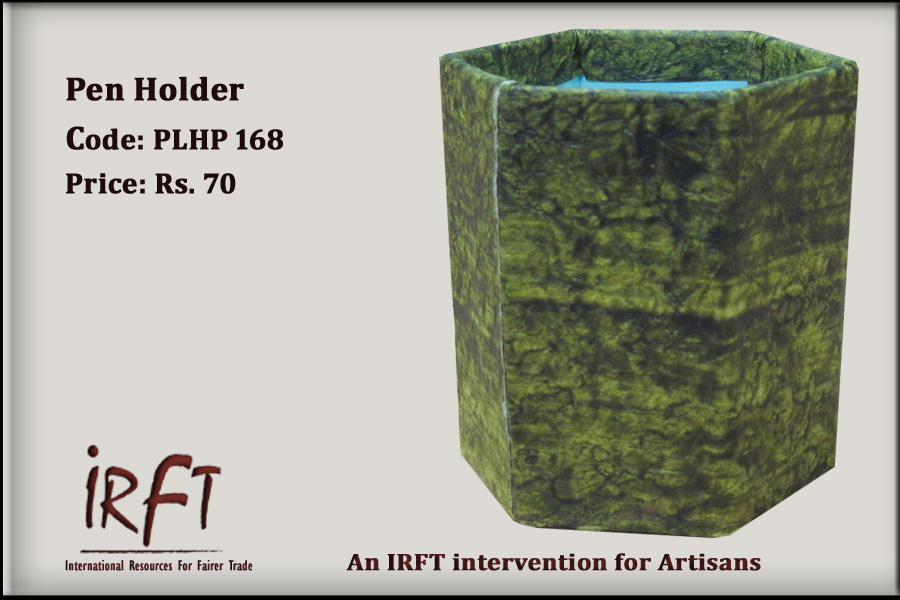 Pen Holder
Code: PLHP 168
Price: Rs. 70
iRFT
International Resources For Fairer Trade
An IRFT intervention for Artisans